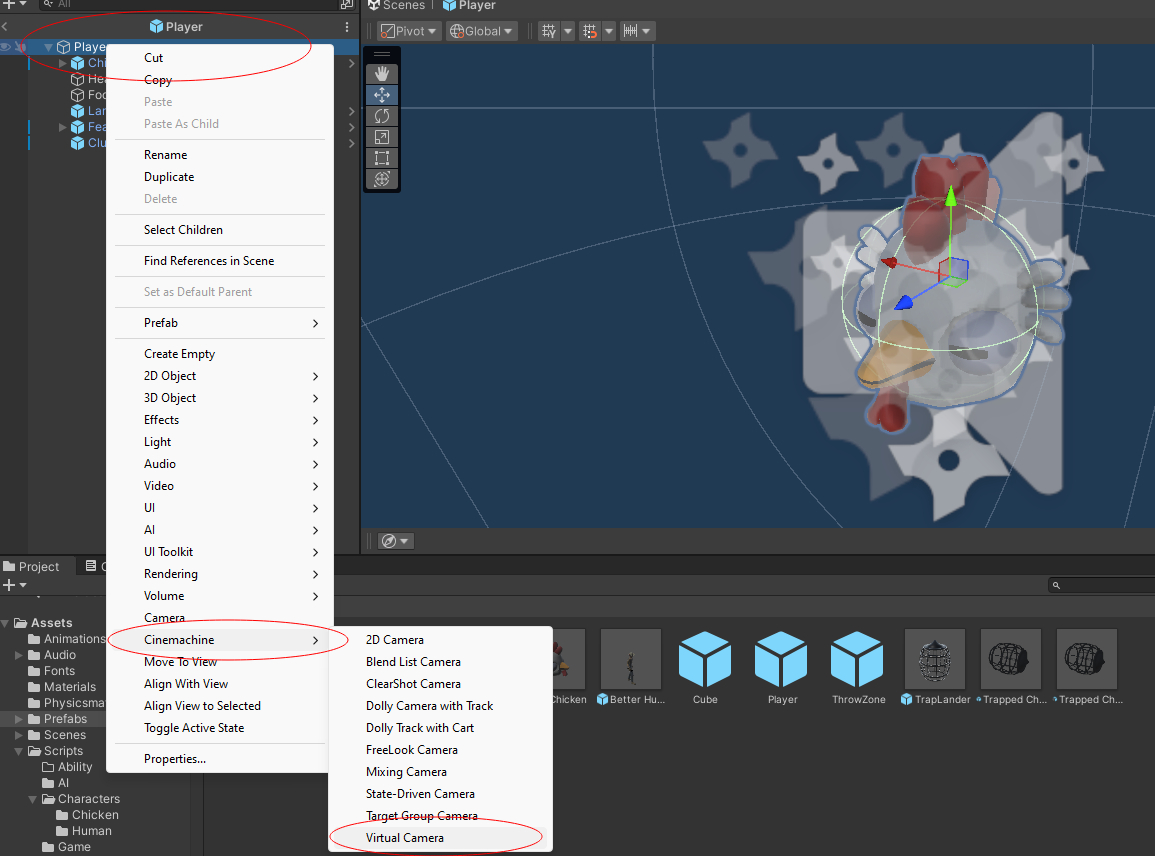 All
Scenes
Player
Player
Pivot
Global
Playe
Chi
Hea
Foo
Lan
Fea
Clu
Cut
Copy
Paste
Paste As Child
Rename
Duplicate
Delete
Select Children
Find References in Scene
Set as Default Parent
Prefab
Create Empty
2D Object
3D Object
Effects
Light
Audio
Video
UI
AI
UI Toolkit
Rendering
Volume
Camera
Cinemachine
Move To View
Align With View
Align View to Selected
Toggle Active State
Properties...
2D Camera
Blend List Camera
ClearShot Camera
Dolly Camera with Track
Dolly Track with Cart
FreeLook Camera
Mixing Camera
State-Driven Camera
Target Group Camera
Virtual Camera
Project
C
Assets
Animations
Audio
Fonts
Materials
Physicsma
Prefabs
Scenes
Scripts
Ability
AI
Characters
Chicken
Human
Game
Chicken
Better Hu...
Cube
Player
ThrowZone
TrapLander
Trapped Ch...
Trapped Ch...